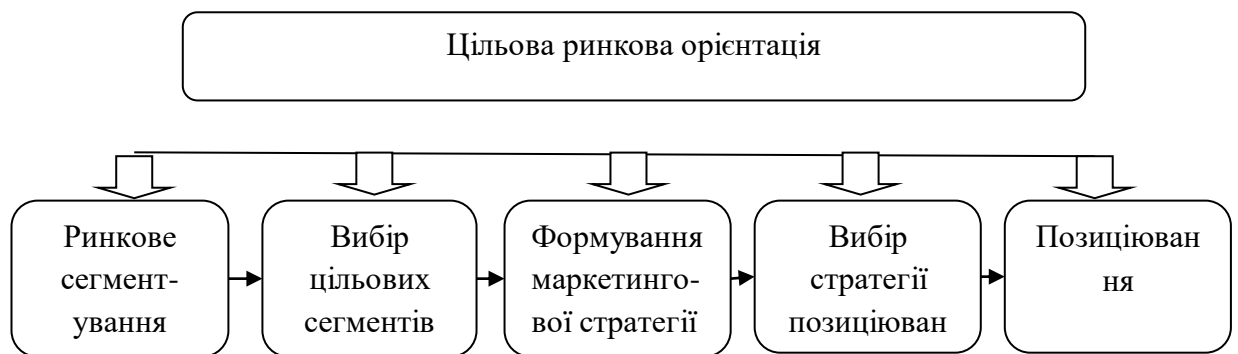 Цільова ринкова орієнтація
Ринкове
сегмент-
ування
Вибір
цільових
сегментів
Формування
маркетинго-
вої стратегії
Вибір
стратегії
позиціюван
Позиціюван
ня